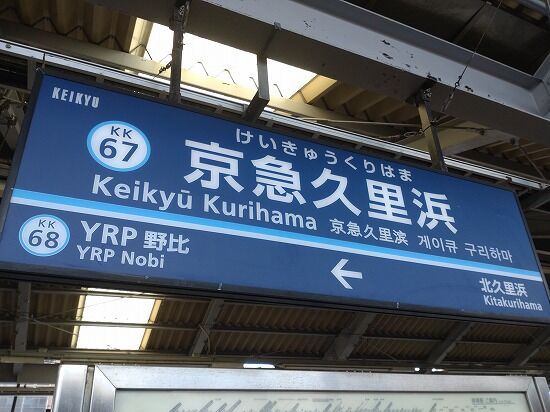 KEIKYU
KK
67
けいきゅうくりはま
京急久里浜
Keikyū Kurihama
京急久里滨 게이큐 구리하마
KK
68
YRP 野比
YRP Nobi
←
北久里浜
Kitakurihama